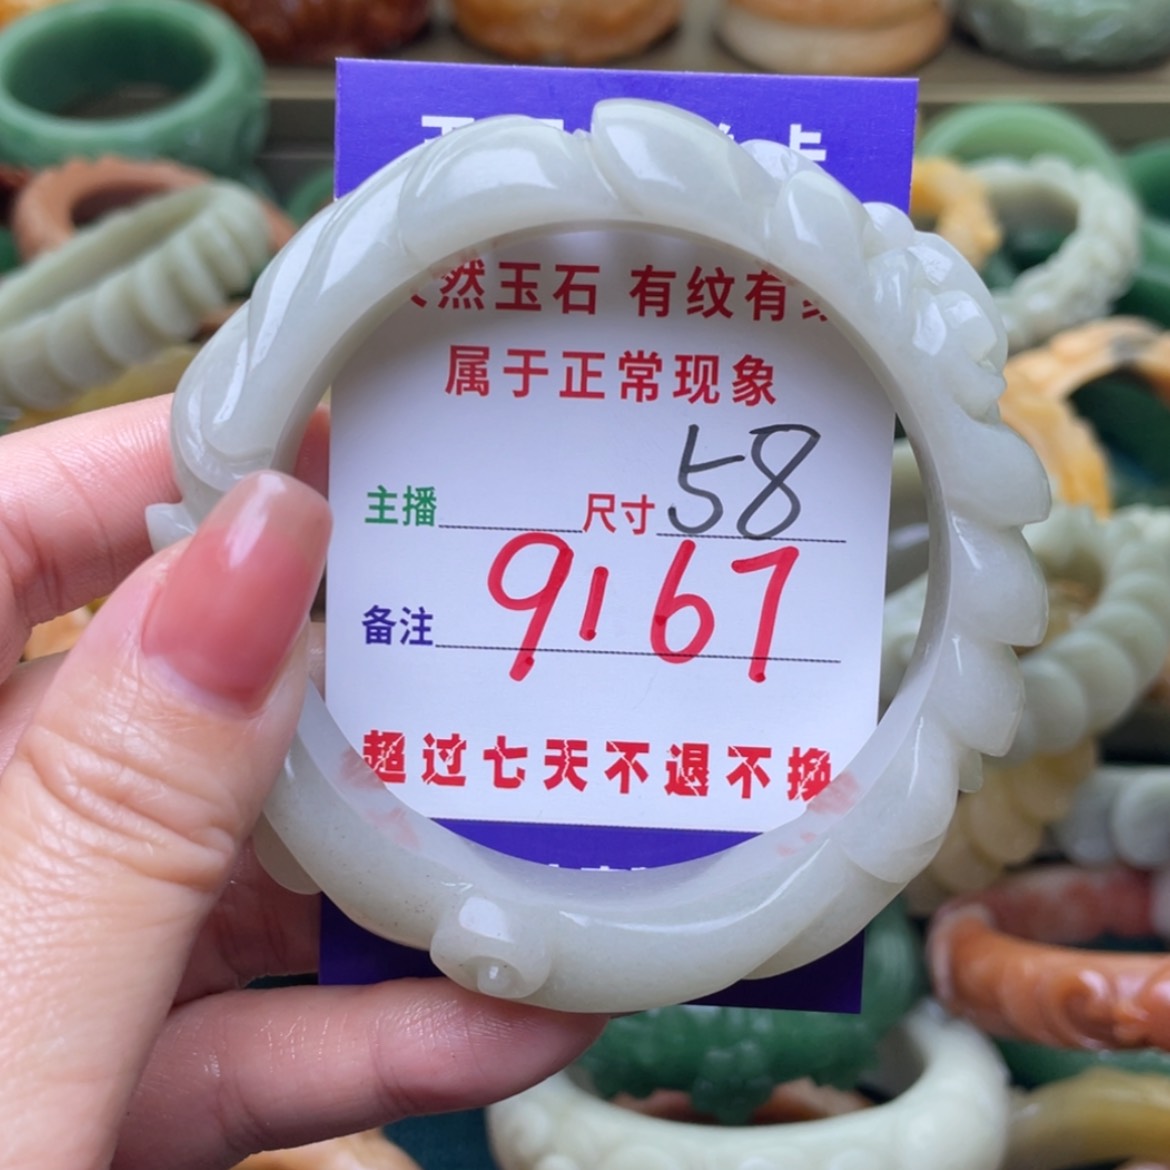 卡
然玉石 有纹有
属于正常现象
主播 尺寸 58
备注 9167
超过七天不退不换